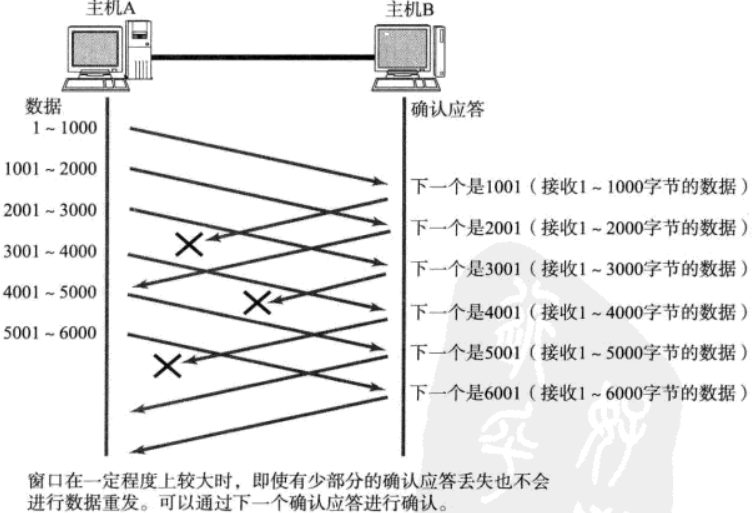 主机A
主机B
数据
确认应答
1～1000
1001～2000
2001～3000
3001～4000
4001～5000
5001～6000
下一个是1001（接收1～1000字节的数据）
下一个是2001（接收1～2000字节的数据）
下一个是3001（接收1～3000字节的数据）
下一个是4001（接收1～4000字节的数据）
下一个是5001（接收1～5000字节的数据）
下一个是6001（接收1～6000字节的数据）
窗口在一定程度上较大时，即使有少部分的确认应答丢失也不会
进行数据重发。可以通过下一个确认应答进行确认。